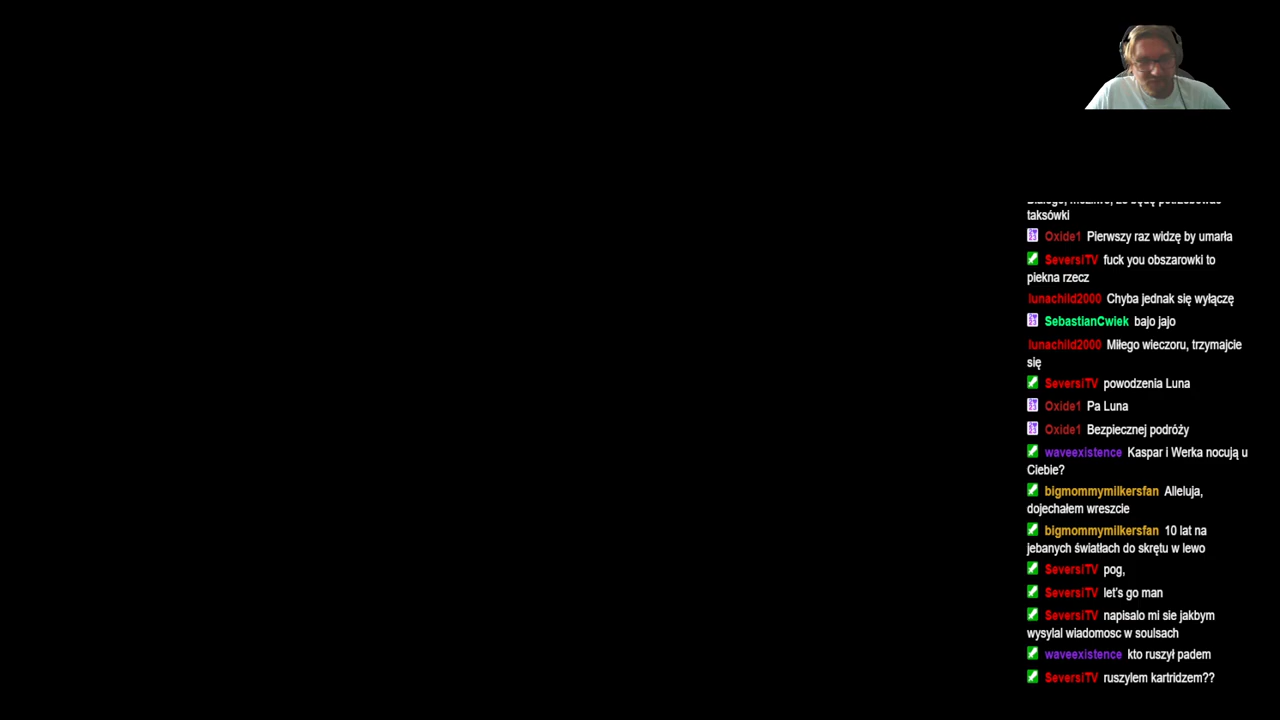 taksówki
Oxide1 Pierwszy raz widzę by umarła
SeversiTV fuck you obszarowki to
piekna rzecz
lunachild2000 Chyba jednak się wyłączę
SebastianCwiek bajo jajo
lunachild2000 Miłego wieczoru, trzymajcie
się
SeversiTV powodzenia Luna
Oxide1 Pa Luna
Oxide1 Bezpiecznej podróży
waveexistence Kaspar i Werka nocują u
Ciebie?
bigmommymilkersfan Alleluja,
dojechałem wreszcie
bigmommymilkersfan 10 lat na
jebanych światłach do skrętu w lewo
SeversiTV pog,
SeversiTV let's go man
SeversiTV napisalo mi sie jakbym
wysylal wiadomosc w soulsach
waveexistence kto ruszył padem
SeversiTV ruszylem kartridzem??